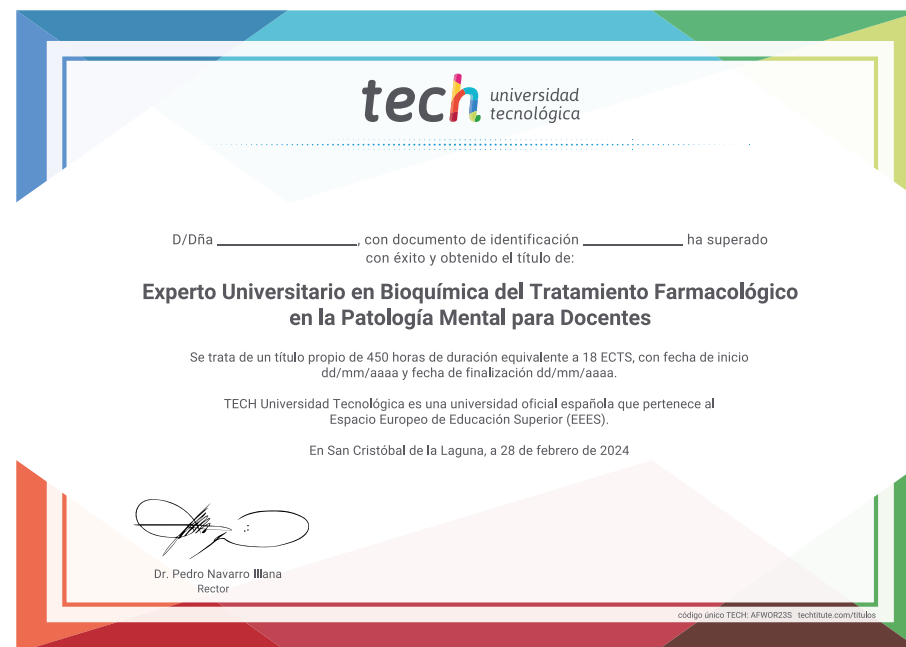 tech universidad
tecnológica
D/Dña ____________________, con documento de identificación ______________ ha superado
con éxito y obtenido el título de:
Experto Universitario en Bioquímica del Tratamiento Farmacológico
en la Patología Mental para Docentes
Se trata de un título propio de 450 horas de duración equivalente a 18 ECTS, con fecha de inicio
dd/mm/aaaa y fecha de finalización dd/mm/aaaa.
TECH Universidad Tecnológica es una universidad oficial española que pertenece al
Espacio Europeo de Educación Superior (EEES).
En San Cristóbal de la Laguna, a 28 de febrero de 2024
Dr. Pedro Navarro Illana
Rector
código único TECH: AFWOR23S techtitute.com/titulos